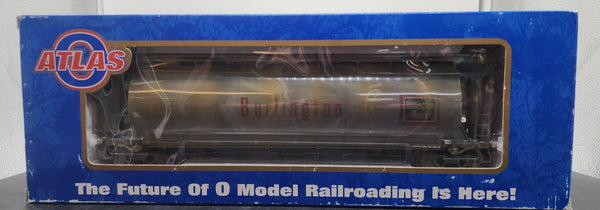 ATLAS
O
Burlington
The Future Of O Model Railroading Is Here!